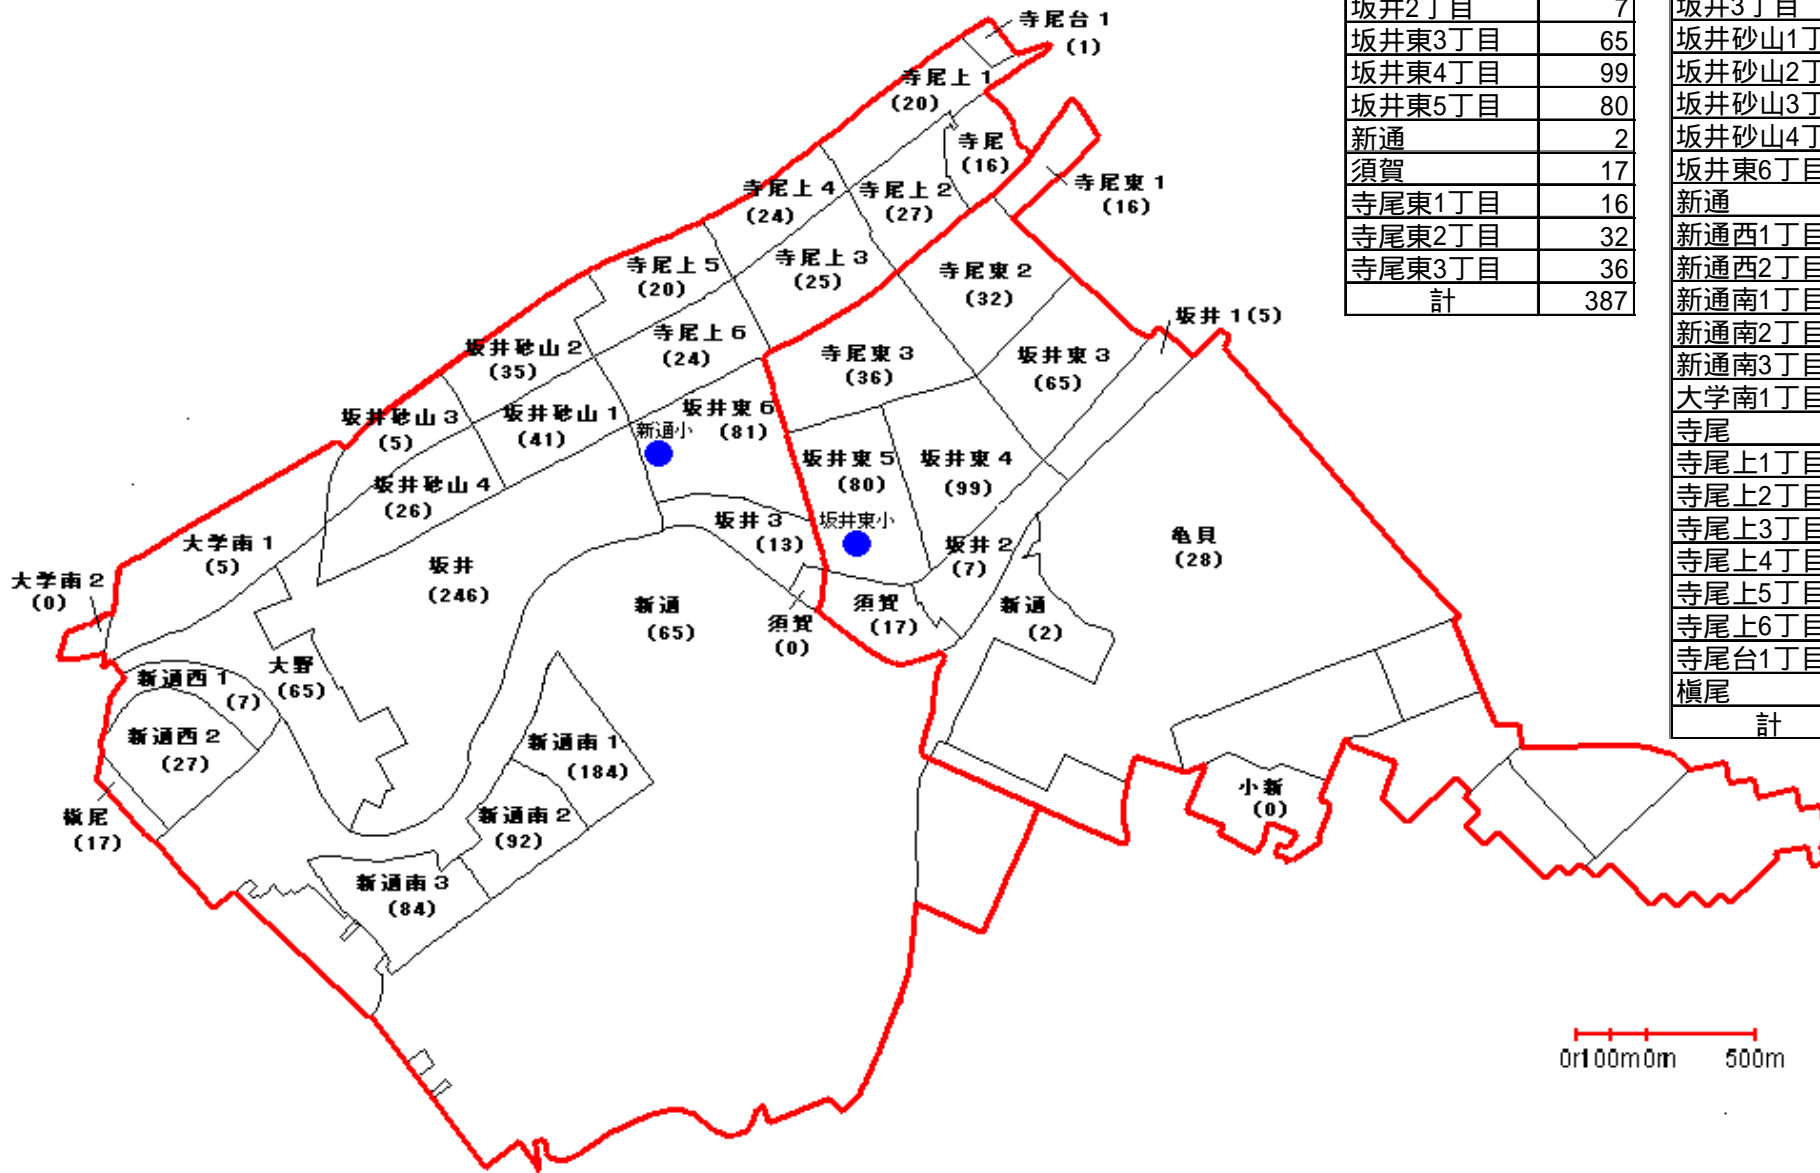 寺尾台1
(1)
寺尾上1
(20)
寺尾
(16)
寺尾東1
(16)
寺尾上4
(24)
寺尾上2
(27)
寺尾上5
(20)
寺尾上3
(25)
寺尾東2
(32)
坂井1(5)
坂井砂山2
(35)
寺尾上6
(24)
寺尾東3
(36)
坂井東3
(65)
坂井砂山3
(5)
坂井砂山1
(41)
坂井東6
(81)
新通小
坂井砂山4
(26)
坂井東5
(80)
坂井東4
(99)
坂井3
(13)
坂井東小
大学南1
(5)
坂井
(246)
坂井2
(7)
亀貝
(28)
大学南2
(0)
新通
(65)
須賀
(0)
須賀
(17)
新通
(2)
大野
(65)
新通西1
(7)
新通西2
(27)
新通南1
(184)
槇尾
(17)
新通南2
(92)
小新
(0)
新通南3
(84)
坂井2丁目 7
坂井東3丁目 65
坂井東4丁目 99
坂井東5丁目 80
新通 2
須賀 17
寺尾東1丁目 16
寺尾東2丁目 32
寺尾東3丁目 36
計 387
坂井3丁目
坂井砂山1丁
坂井砂山2丁
坂井砂山3丁
坂井砂山4丁
坂井東6丁目
新通
新通西1丁目
新通西2丁目
新通南1丁目
新通南2丁目
新通南3丁目
大学南1丁目
寺尾
寺尾上1丁目
寺尾上2丁目
寺尾上3丁目
寺尾上4丁目
寺尾上5丁目
寺尾上6丁目
寺尾台1丁目
槇尾
計
500m